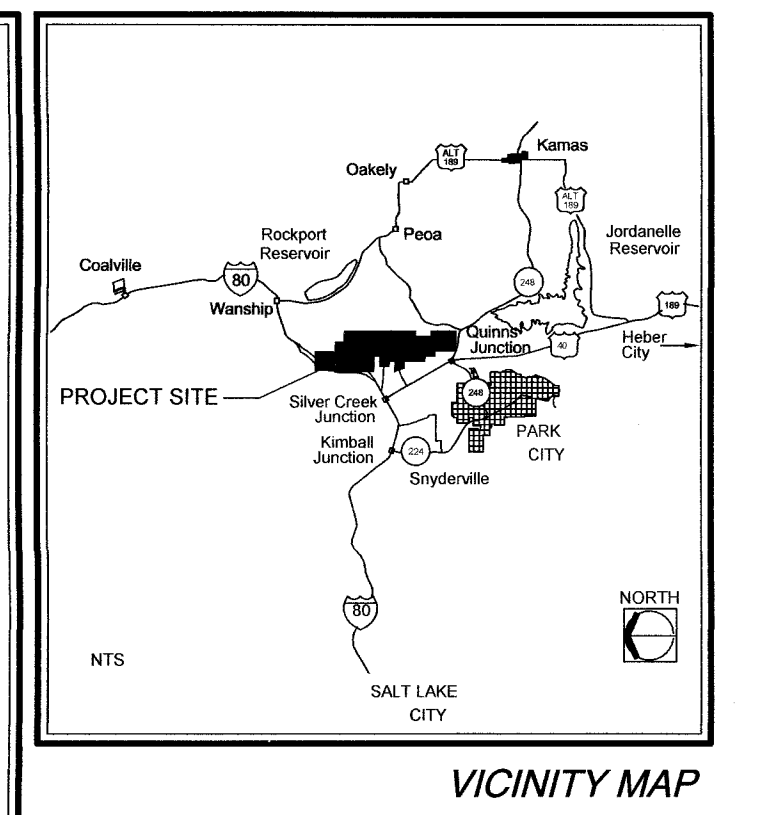 Kamas
ALT
189
Oakely
ALT
189
Peoa
Jordanelle
Reservoir
Rockport
Reservoir
Coalville
80
248
Wanship
189
Quinns
Junction
40
Heber
City
PROJECT SITE
Silver Creek
Junction
248
PARK
CITY
Kimball
Junction
224
Snyderville
NORTH
80
NTS
SALT LAKE
CITY
VICINITY MAP